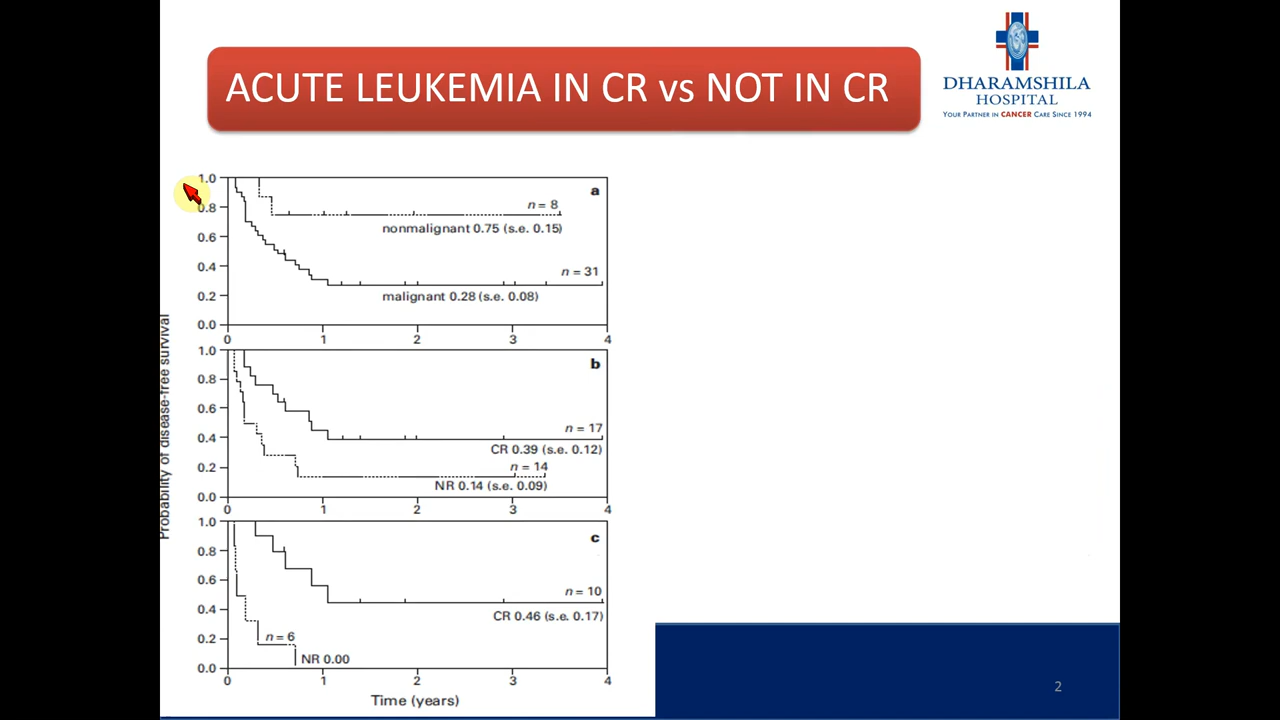 ACUTE LEUKEMIA IN CR vs NOT IN CR
DHARAMSHILA
HOSPITAL
YOUR PARTNER IN CANCER CARE SINCE 1994
Probability of disease-free survival
1.0
0.8
0.6
0.4
0.2
0.0
a
n = 8
nonmalignant 0.75 (s.e. 0.15)
n = 31
malignant 0.28 (s.e. 0.08)
0 1 2 3 4
1.0
0.8
0.6
0.4
0.2
0.0
b
n = 17
CR 0.39 (s.e. 0.12)
n = 14
NR 0.14 (s.e. 0.09)
0 1 2 3 4
1.0
0.8
0.6
0.4
0.2
0.0
c
n = 10
CR 0.46 (s.e. 0.17)
n = 6
NR 0.00
0 1 2 3 4
Time (years)
2